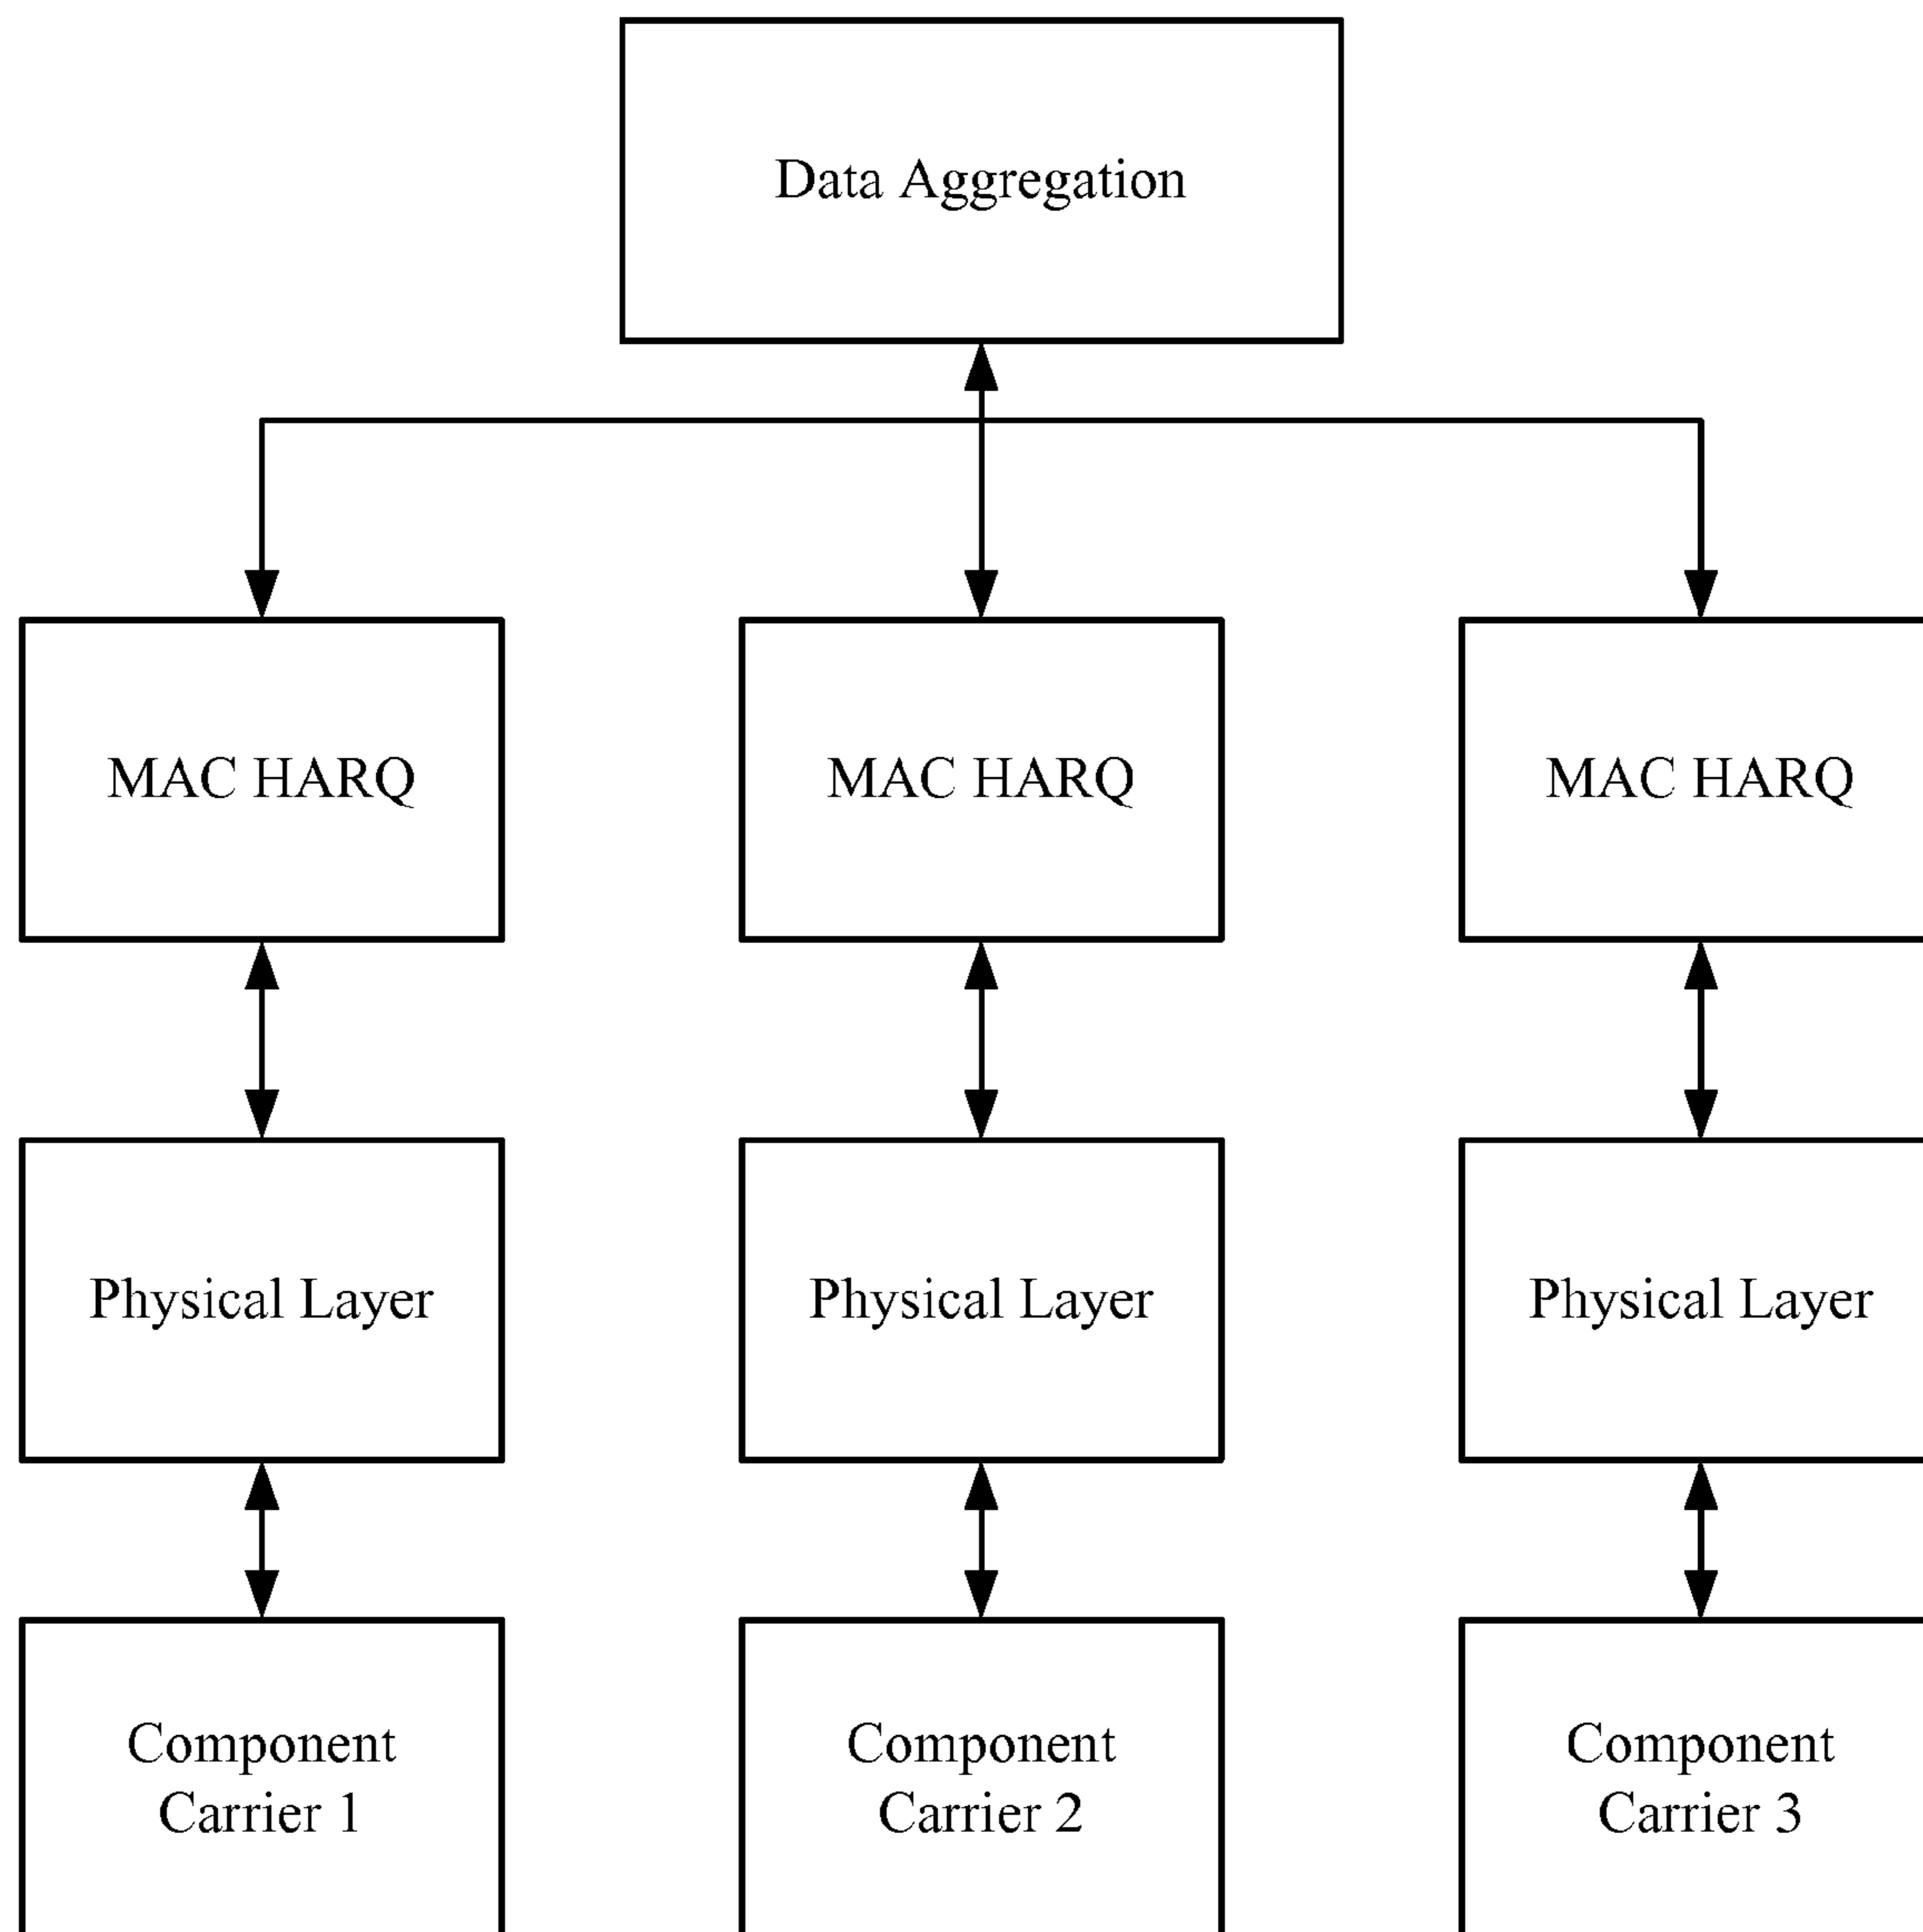 Data Aggregation
MAC HARQ
MAC HARQ
MAC HARQ
Physical Layer
Physical Layer
Physical Layer
Component
Carrier 1
Component
Carrier 2
Component
Carrier 3